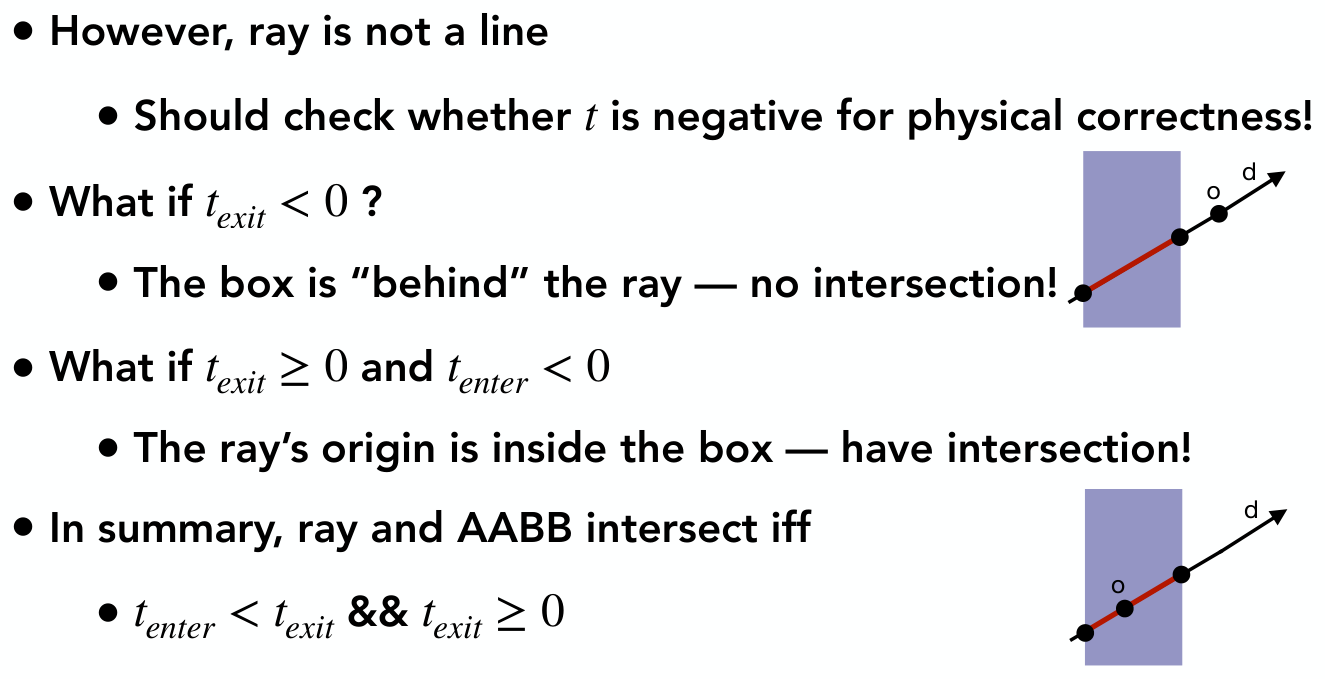 • However, ray is not a line
• Should check whether t is negative for physical correctness!
• What if t_exit < 0 ?
• The box is “behind” the ray — no intersection!
d
o
• What if t_exit ≥ 0 and t_enter < 0
• The ray’s origin is inside the box — have intersection!
• In summary, ray and AABB intersect iff
• t_enter < t_exit && t_exit ≥ 0
d
o